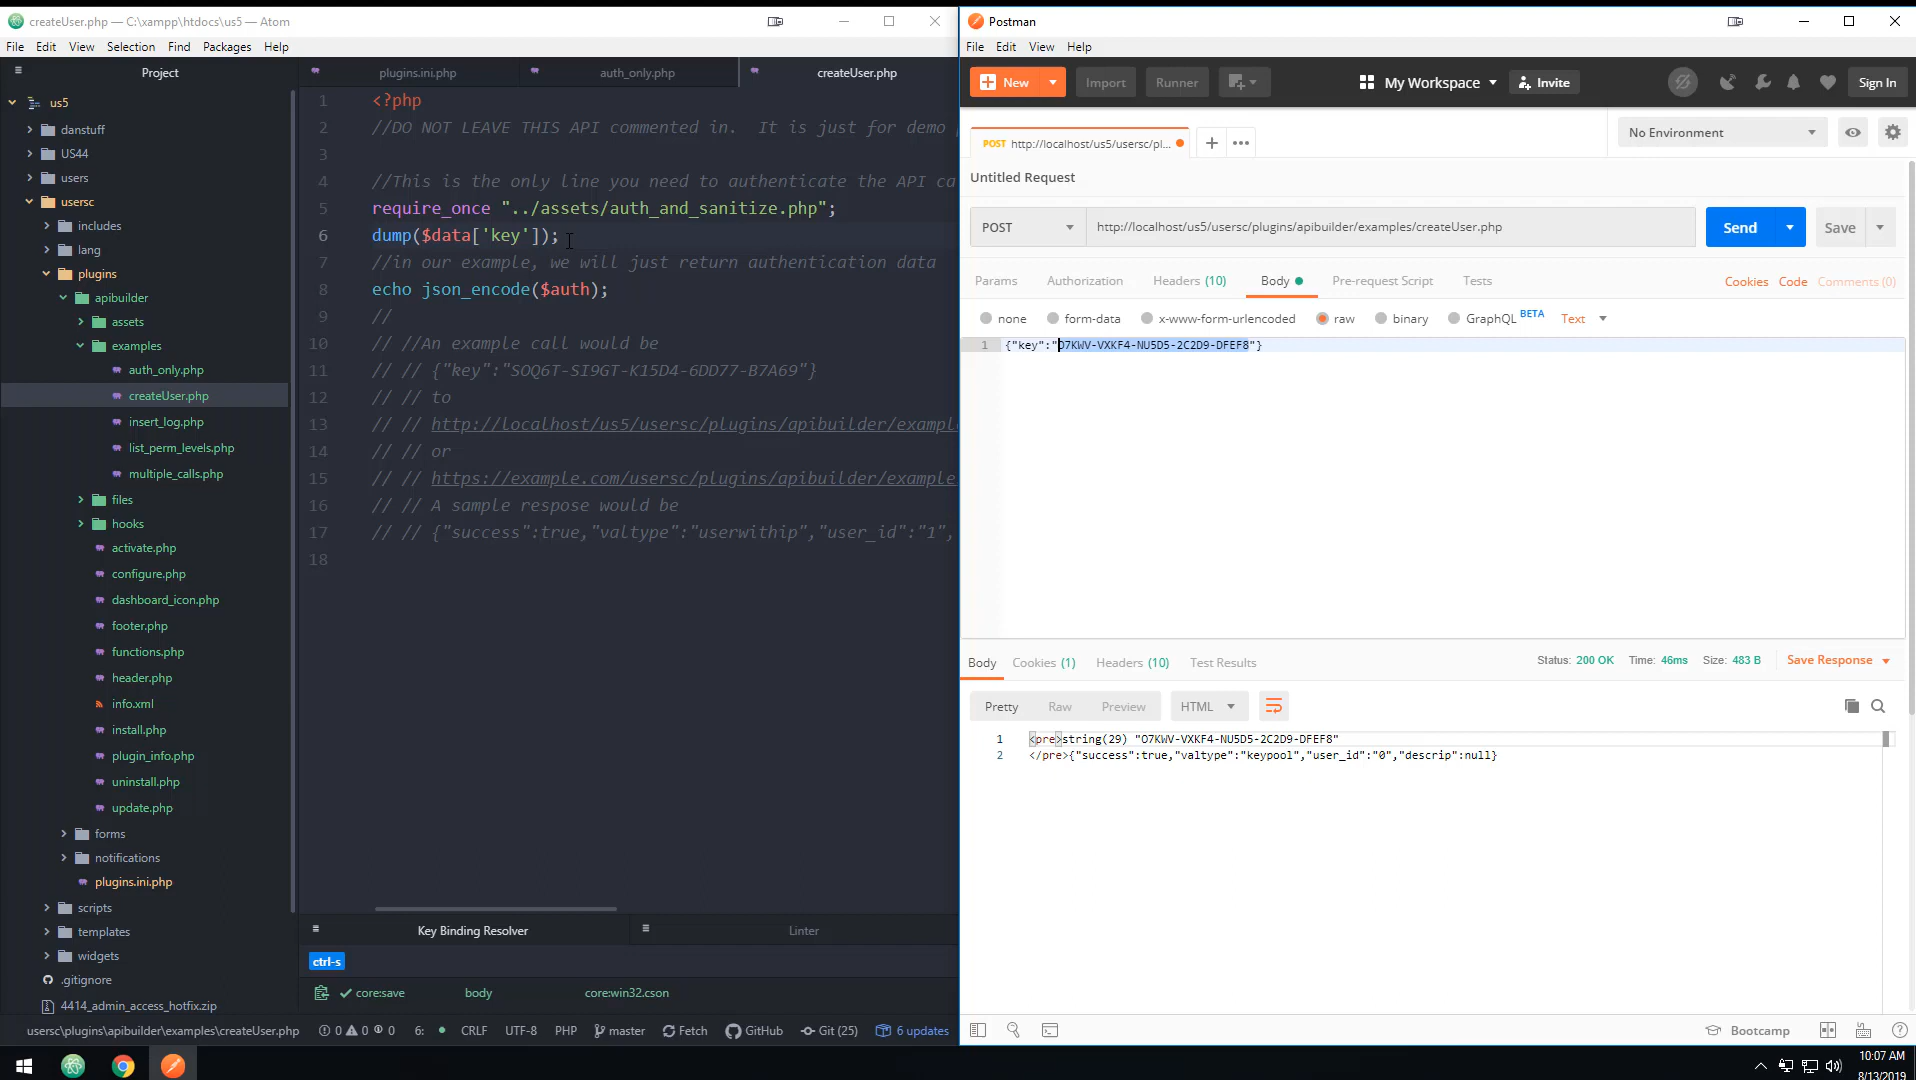 createUser.php — C:\xampp\htdocs\us5 — Atom
File Edit View Selection Find Packages Help
Project
us5
danstuff
US44
users
usersc
includes
lang
plugins
apibuilder
assets
examples
auth_only.php
createUser.php
insert_log.php
list_perm_levels.php
multiple_calls.php
files
hooks
activate.php
configure.php
dashboard_icon.php
footer.php
functions.php
header.php
info.xml
install.php
plugin_info.php
uninstall.php
update.php
forms
notifications
plugins.ini.php
scripts
templates
widgets
.gitignore
4414_admin_access_hotfix.zip
plugins.ini.php auth_only.php createUser.php
1 <?php
2 //DO NOT LEAVE THIS API commented in. It is just for demo
3
4 //This is the only line you need to authenticate the API ca
5 require_once "../assets/auth_and_sanitize.php";
6 dump($data['key']);
7 //in our example, we will just return authentication data
8 echo json_encode($auth);
9 //
10 // //An example call would be
11 // // {"key":"SOQ6T-SI9GT-K15D4-6DD77-B7A69"}
12 // // to
13 // // http://localhost/us5/usersc/plugins/apibuilder/exampl
14 // // or
15 // // https://example.com/usersc/plugins/apibuilder/example
16 // // A sample respose would be
17 // // {"success":true,"valtype":"userwithip","user_id":"1",
18
Key Binding Resolver Linter
ctrl-s
core:save body core:win32.cson
usersc\plugins\apibuilder\examples\createUser.php 0 0 0 6: CRLF UTF-8 PHP master Fetch GitHub Git (25) 6 updates
Postman
File Edit View Help
New Import Runner My Workspace Invite Sign In
POST http://localhost/us5/usersc/pl... No Environment
Untitled Request
POST http://localhost/us5/usersc/plugins/apibuilder/examples/createUser.php Send Save
Params Authorization Headers (10) Body Pre-request Script Tests Cookies Code Comments (0)
none form-data x-www-form-urlencoded raw binary GraphQL BETA Text
1 {"key":"O7KWV-VXKF4-NU5D5-2C2D9-DFEF8"}
Body Cookies (1) Headers (10) Test Results Status: 200 OK Time: 46ms Size: 483 B Save Response
Pretty Raw Preview HTML
1 <pre>string(29) "O7KWV-VXKF4-NU5D5-2C2D9-DFEF8"
2 </pre>{"success":true,"valtype":"keypool","user_id":"0","descrip":null}
Bootcamp
10:07 AM
8/13/2019